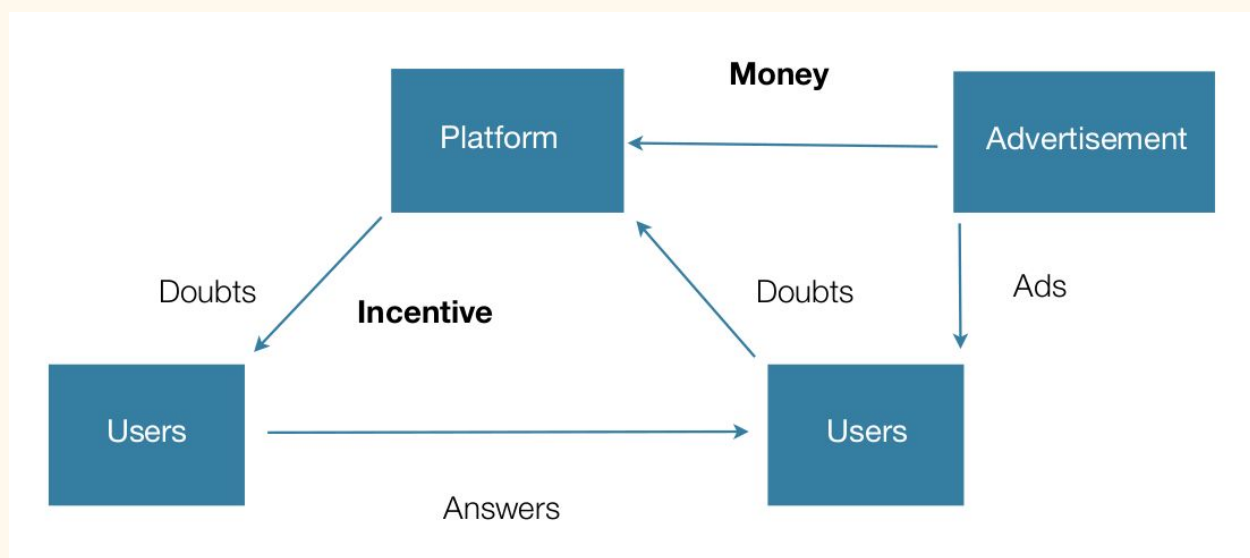 Money
Platform
Advertisement
Doubts
Incentive
Doubts
Ads
Users
Users
Answers